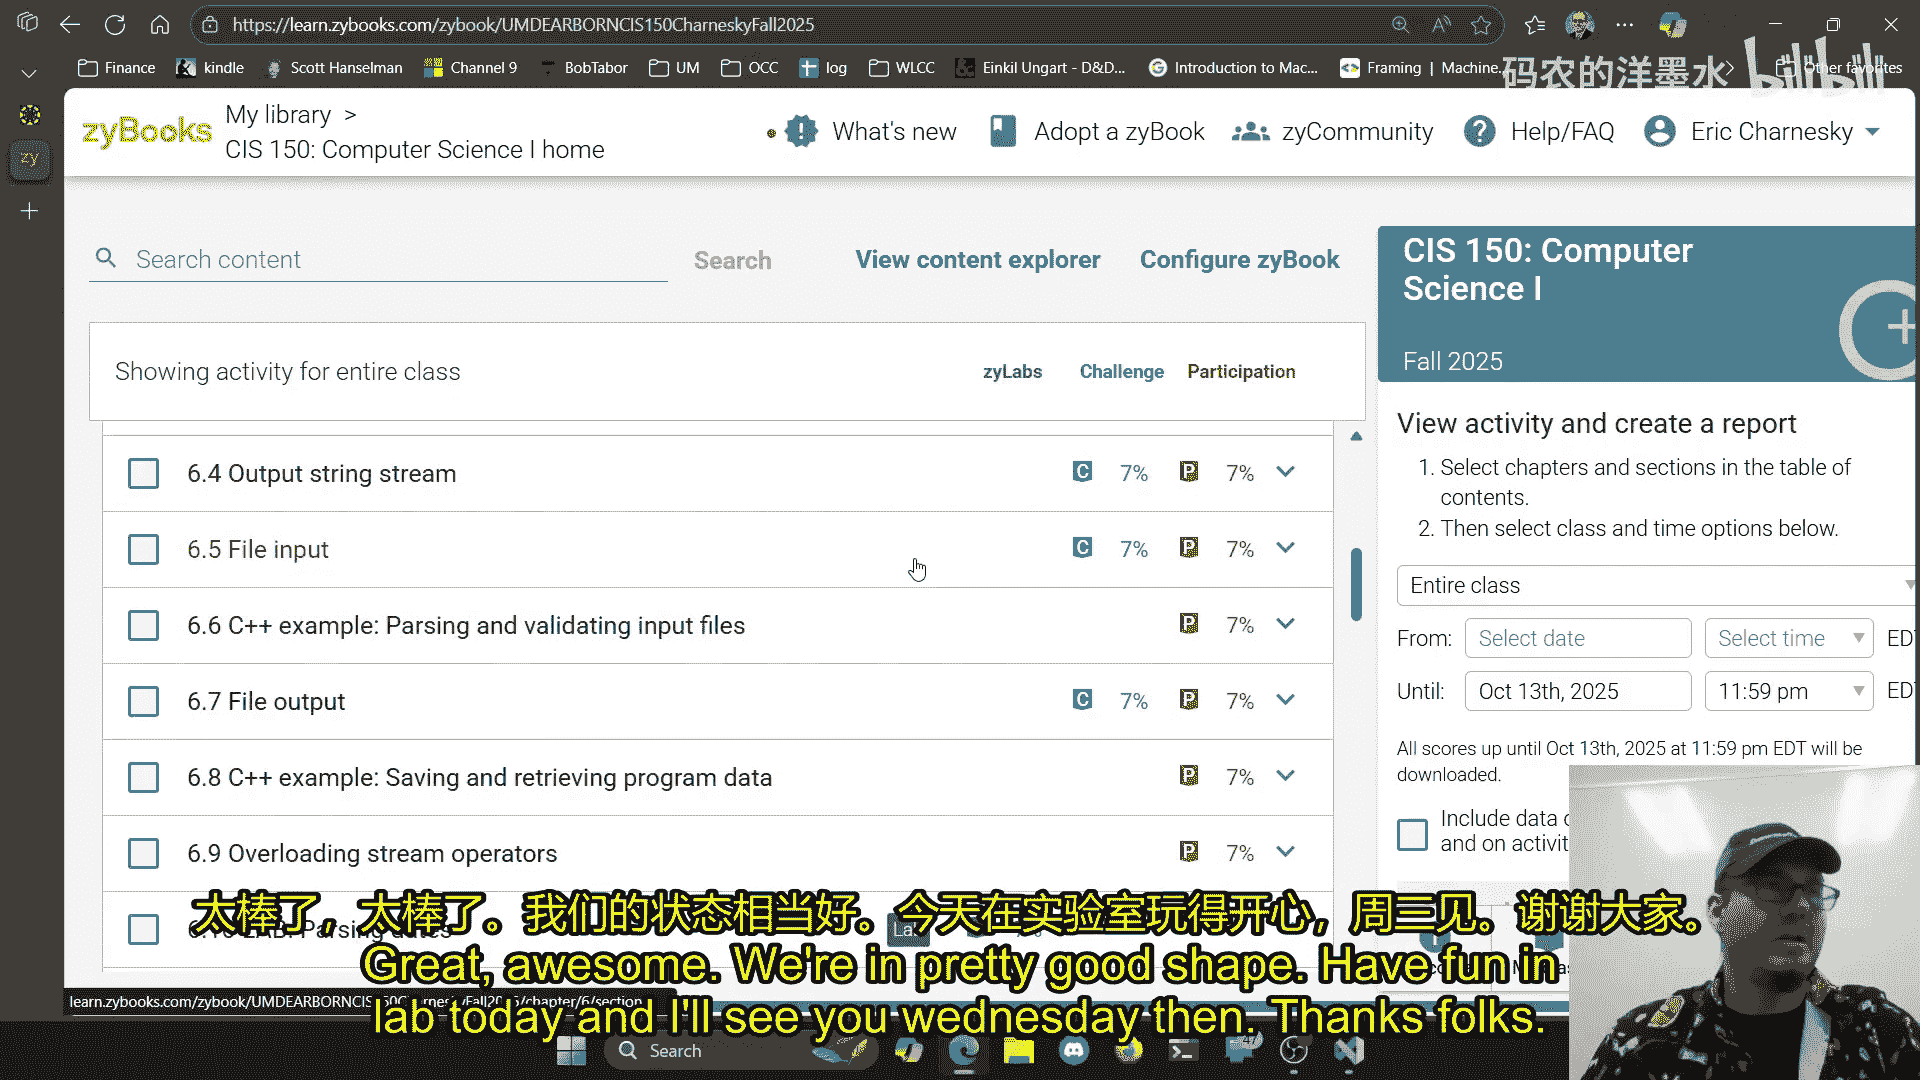 https://learn.zybooks.com/zybook/UMDEARBORNCIS150CharneskyFall2025
Finance
kindle
Scott Hanselman
Channel 9
BobTabor
UM
OCC
log
WLCC
Einkil Ungart - D&D...
Introduction to Mac...
Framing | Machine...
Other favorites
码农的洋墨水
bilibili
zyBooks
My library >
CIS 150: Computer Science I home
What's new
Adopt a zyBook
zyCommunity
Help/FAQ
Eric Charnesky
zy
Search content
Search
View content explorer
Configure zyBook
Showing activity for entire class
zyLabs
Challenge
Participation
6.4 Output string stream C 7% P 7%
6.5 File input C 7% P 7%
6.6 C++ example: Parsing and validating input files P 7%
6.7 File output C 7% P 7%
6.8 C++ example: Saving and retrieving program data P 7%
6.9 Overloading stream operators P 7%
CIS 150: Computer
Science I
Fall 2025
View activity and create a report
1. Select chapters and sections in the table of
contents.
2. Then select class and time options below.
Entire class
From: Select date Select time
Until: Oct 13th, 2025 11:59 pm
All scores up until Oct 13th, 2025 at 11:59 pm EDT will be
downloaded.
Include data
and on activit
太棒了，太棒了。我们的状态相当好。今天在实验室玩得开心，周三见。谢谢大家。
Great, awesome. We're in pretty good shape. Have fun in
lab today and I'll see you wednesday then. Thanks folks.
Search